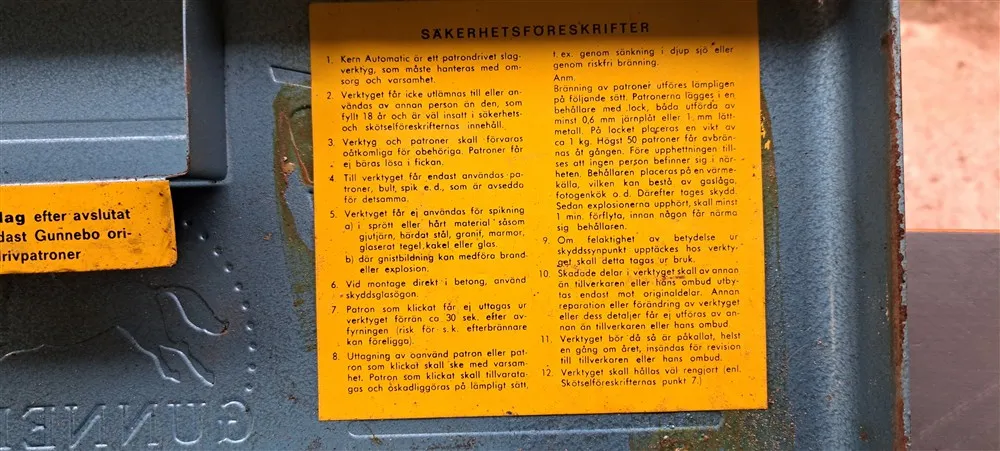 SÄKERHETSFÖRESKRIFTER
1. Kern Automatic är ett patrondrivet slag-
verktyg, som måste hanteras med om-
sorg och varsamhet.
2. Verktyget får icke utlämnas till eller an-
vändas av annan person än den, som
fyllt 18 år och är väl insatt i säkerhets-
och skötselföreskrifternas innehåll.
3. Verktyg och patroner skall förvaras
oåtkomliga för obehöriga. Patroner får
ej bäras lösa i fickan.
4. Till verktyget får endast användas pa-
troner, bult, spik e. d., som är avsedda
för detsamma.
5. Verktyget får ej användas för spikning
a) i sprött eller hårt material såsom
gjutjärn, härdat stål, granit, marmor,
glaserat tegel, kakel eller glas.
b) där gnistbildning kan medföra brand-
eller explosion.
6. Vid montage direkt i betong, använd
skyddsglasögon.
7. Patron som klickat får ej uttagas ur
verktyget förrän ca 30 sek. efter av-
fyrningen (risk för s. k. efterbrännare
kan föreligga).
8. Uttagning av oanvänd patron eller pat-
ron som klickat skall ske med varsam-
het. Patron som klickat skall tillvarata-
gas och oskadliggöras på lämpligt sätt,
t. ex. genom sänkning i djup sjö eller
genom riskfri bränning.
Anm.
Bränning av patroner utföres lämpligen
på följande sätt. Patronerna lägges i en
behållare med lock, båda utförda av
minst 0,6 mm järnplåt eller 1 mm lätt-
metall. På locket placeras en vikt av
ca 1 kg. Högst 50 patroner får avbrän-
nas åt gången. Före upphettningen till-
ses att ingen person befinner sig i när-
heten. Behållaren placeras på en värme-
källa, vilken kan bestå av gaslåga,
fotogenkök a. d. Därefter tages skydd.
Sedan explosionerna upphört, skall minst
1 min. förflyta, innan någon får närma
sig behållaren.
9. Om felaktighet av betydelse ur
skyddssynpunkt upptäckes hos verkty-
get skall detta tagas ur bruk.
10. Skadade delar i verktyget skall av annan
än tillverkaren eller hans ombud utby-
tas endast mot originaldelar. Annan
reparation eller förändring av verktyget
eller dess detaljer får ej utföras av an-
nan än tillverkaren eller hans ombud
11. Verktyget bör då så är påkallat, helst
en gång om året, insändas för revision
till tillverkaren eller hans ombud.
12. Verktyget skall hållas väl rengjort (enl.
Skötselföreskrifternas punkt 7.)
lag efter avslutat
dast Gunnebo ori-
drivpatroner
GUNNE